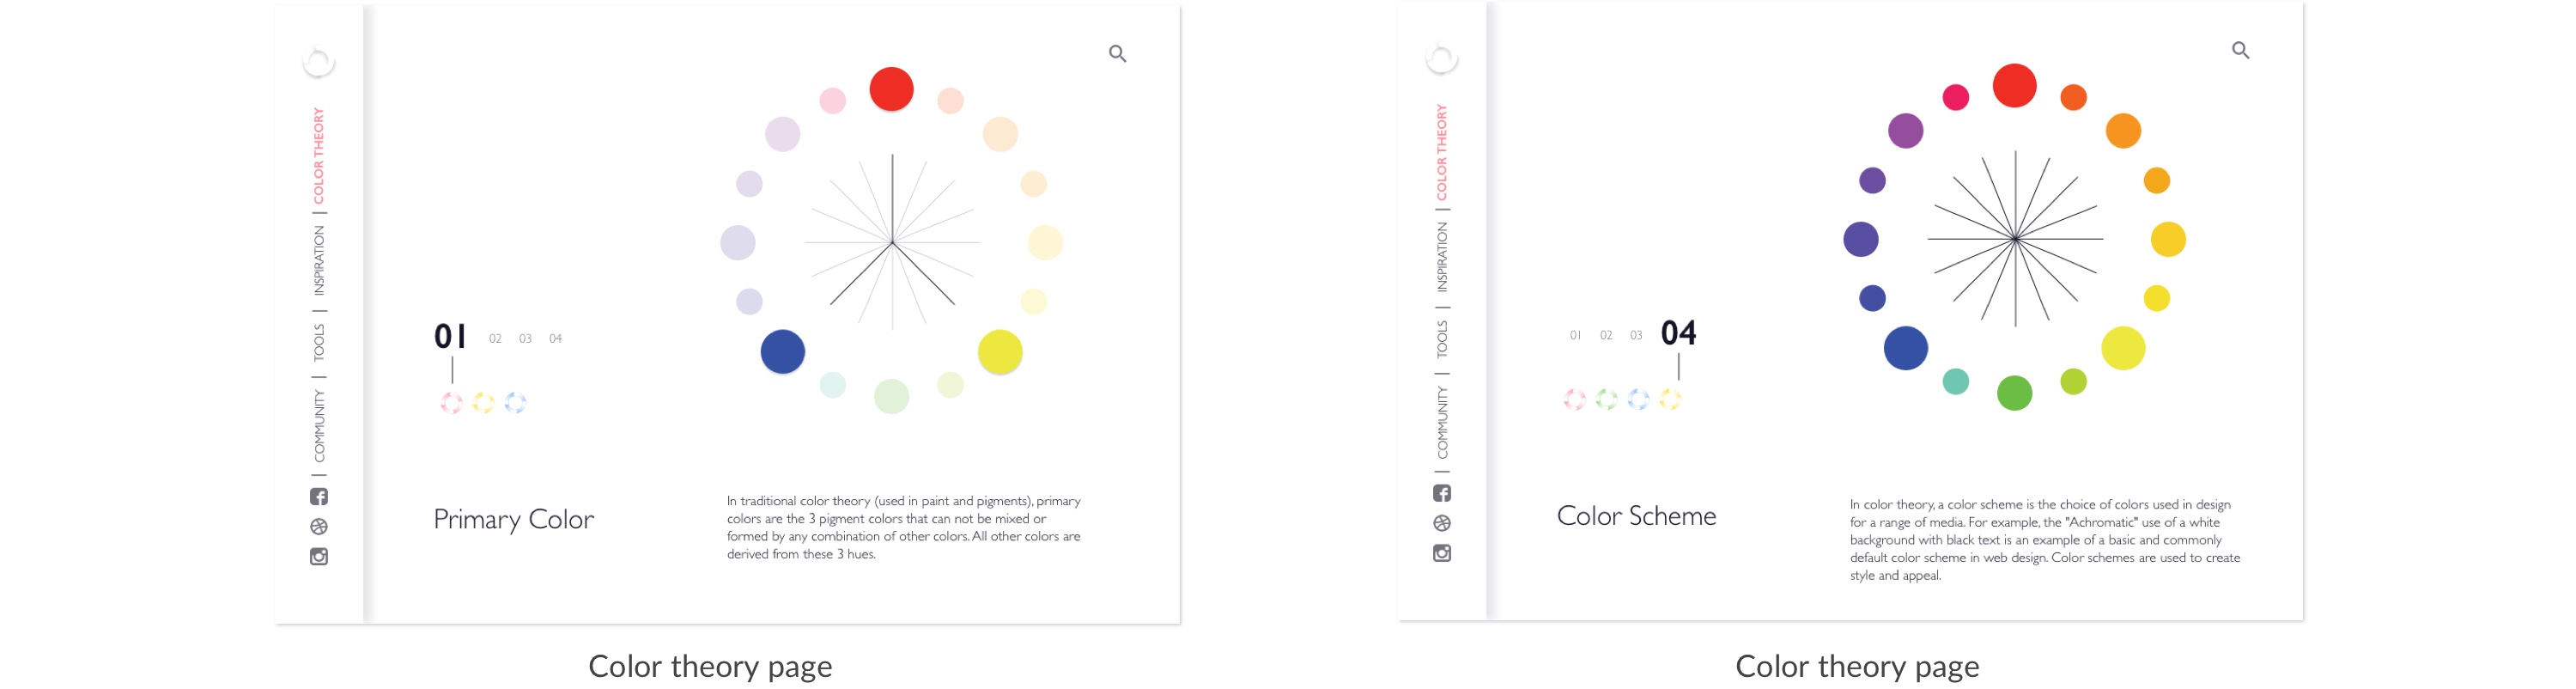 COLOR THEORY
INSPIRATION
TOOLS
COMMUNITY
01 02 03 04
Primary Color
In traditional color theory (used in paint and pigments), primary
colors are the 3 pigment colors that can not be mixed or
formed by any combination of other colors. All other colors are
derived from these 3 hues.
Color theory page
COLOR THEORY
INSPIRATION
TOOLS
COMMUNITY
01 02 03 04
Color Scheme
In color theory, a color scheme is the choice of colors used in design
for a range of media. For example, the "Achromatic" use of a white
background with black text is an example of a basic and commonly
default color scheme in web design. Color schemes are used to create
style and appeal.
Color theory page